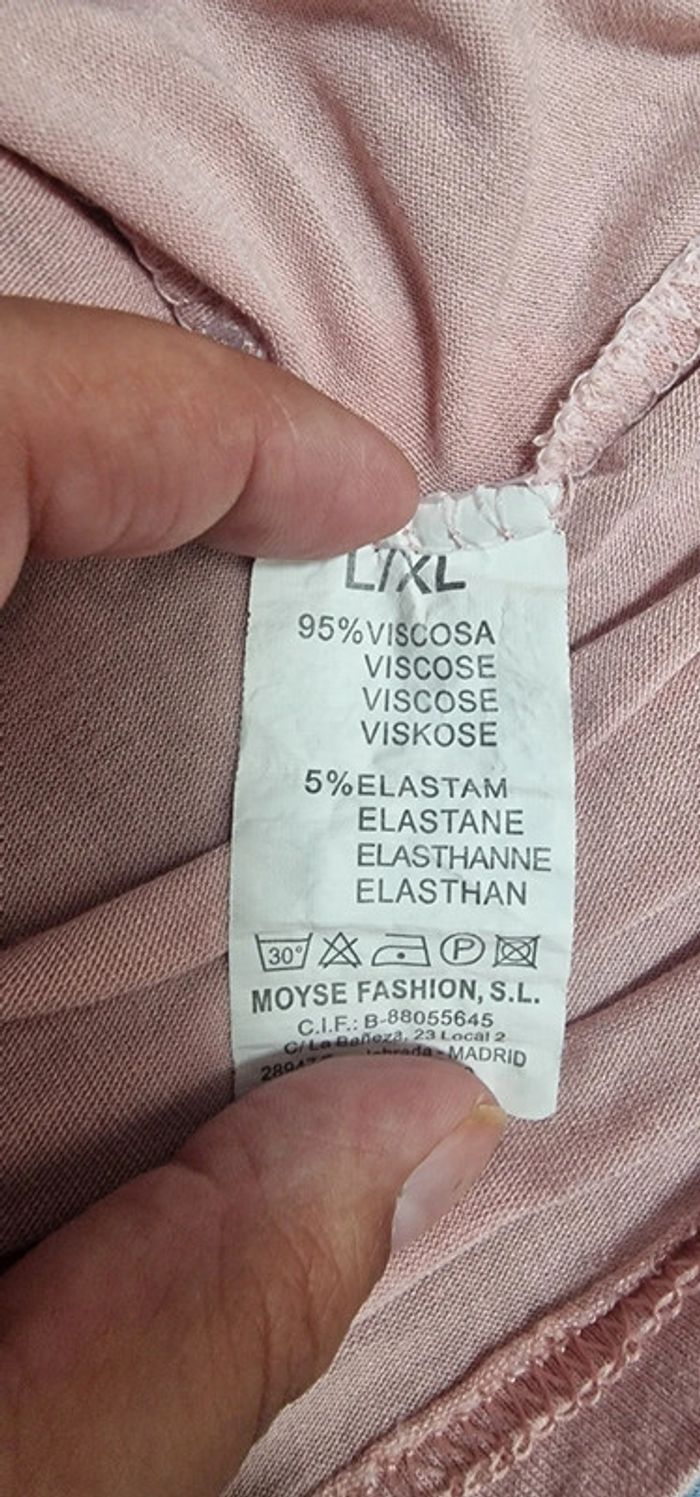 L/XL
95%VISCOSA
VISCOSE
VISCOSE
VISKOSE
5%ELASTAM
ELASTANE
ELASTHANNE
ELASTHAN
30° P
MOYSE FASHION, S.L.
C.I.F.: B-88055645
C/ La Bañeza, 23 Local 2
MADRID